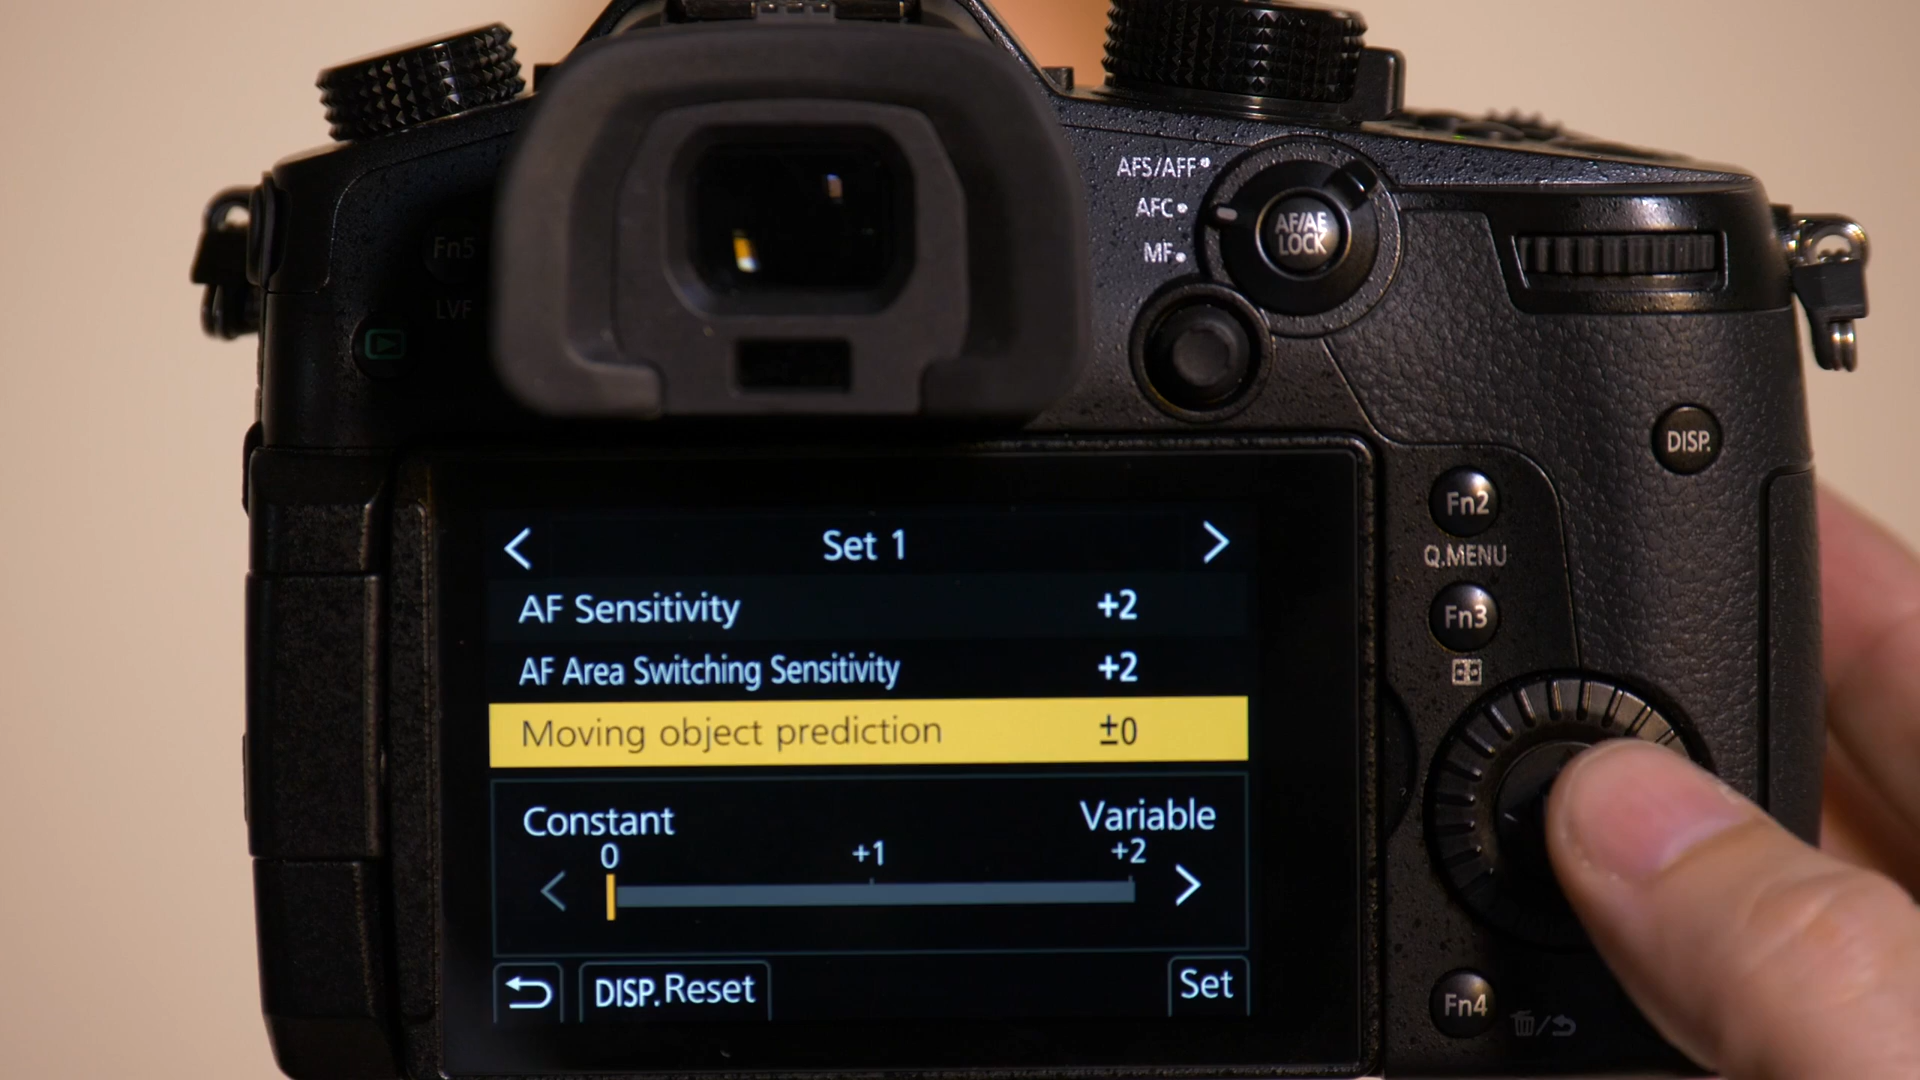 AFS/AFF
AFC
MF
AF/AE
LOCK
Fn5
LVF
DISP.
Fn2
Q.MENU
Fn3
Fn4
Set 1
AF Sensitivity +2
AF Area Switching Sensitivity +2
Moving object prediction ±0
Constant Variable
0 +1 +2
DISP. Reset Set